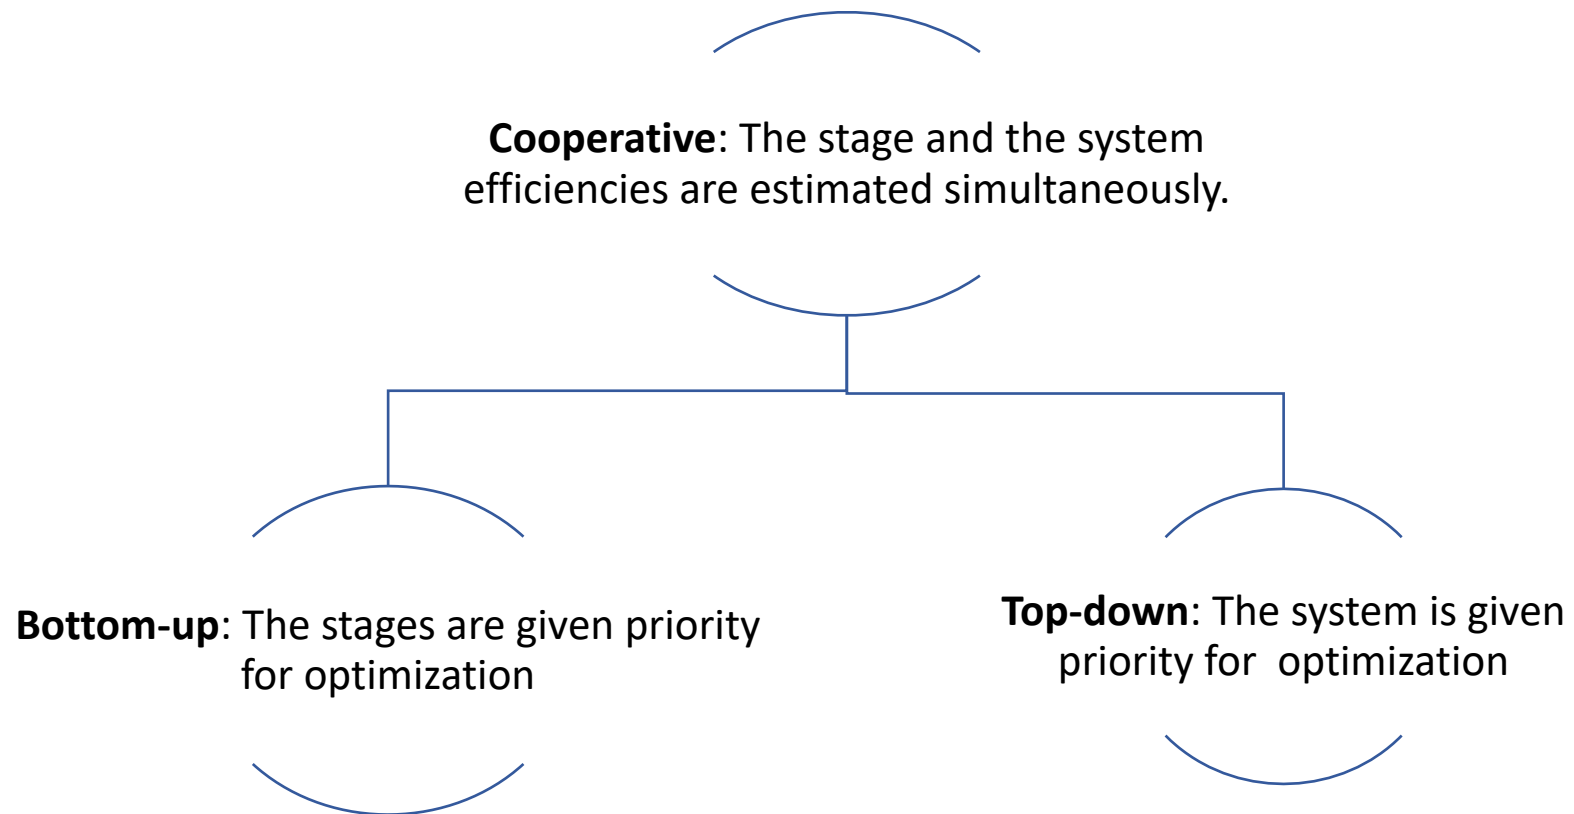 Cooperative: The stage and the system
efficiencies are estimated simultaneously.
Bottom-up: The stages are given priority
for optimization
Top-down: The system is given
priority for  optimization